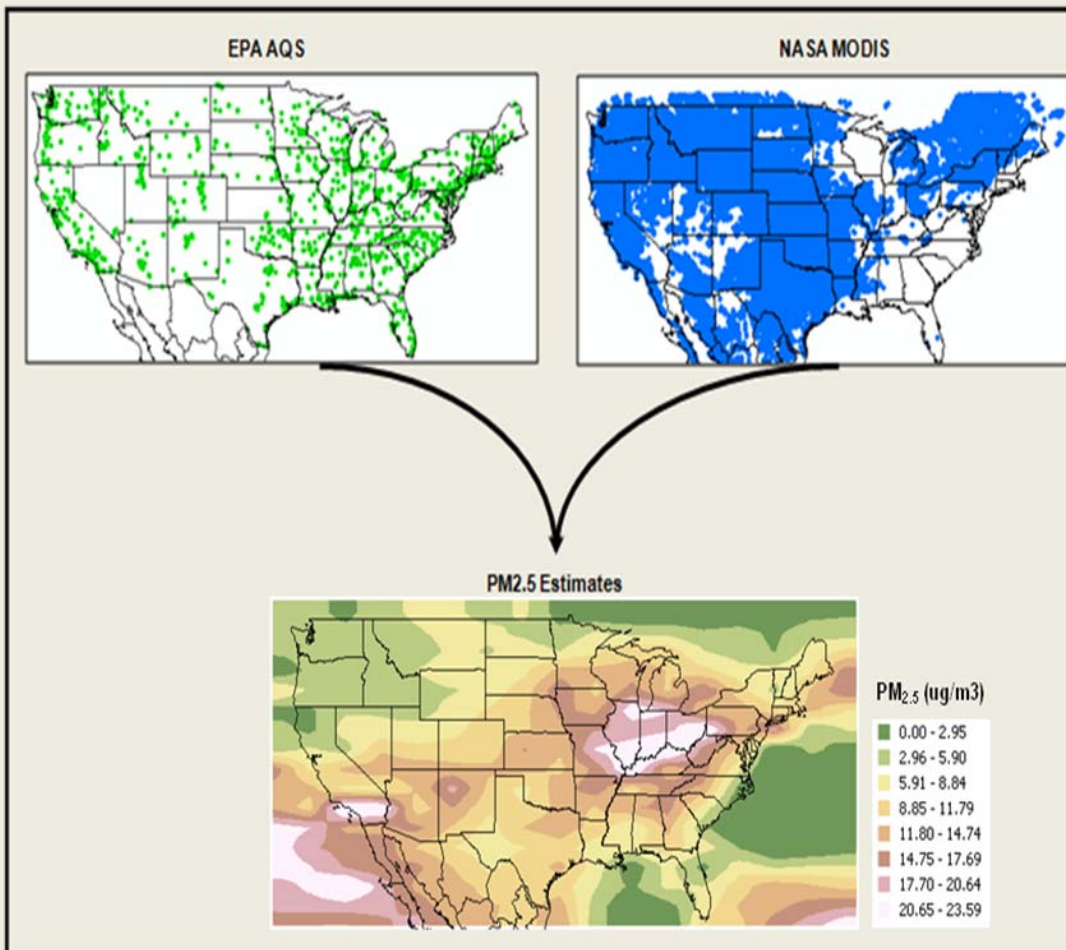 EPA AQS
NASA MODIS
PM2.5 Estimates
PM2.5 (ug/m3)
0.00 - 2.95
2.96 - 5.90
5.91 - 8.84
8.85 - 11.79
11.80 - 14.74
14.75 - 17.69
17.70 - 20.64
20.65 - 23.59